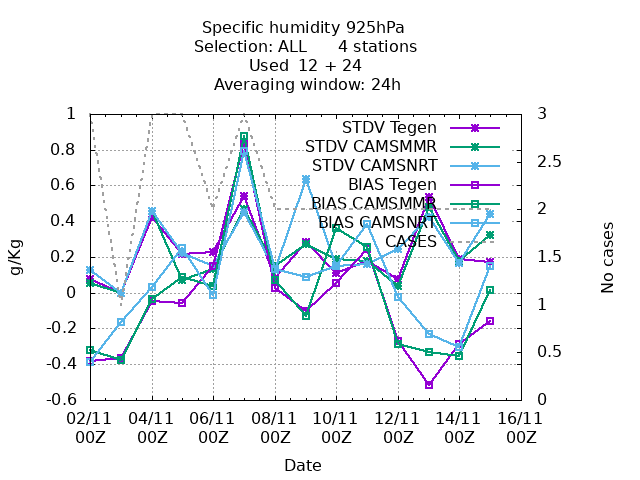 Specific humidity 925hPa
Selection: ALL 4 stations
Used 12 + 24
Averaging window: 24h
1
0.8
0.6
0.4
0.2
0
-0.2
-0.4
-0.6
g/Kg
3
2.5
2
1.5
1
0.5
0
No cases
STDV Tegen
STDV CAMSMMR
STDV CAMSNRT
BIAS Tegen
BIAS CAMSMMR
BIAS CAMSNRT
CASES
02/11 04/11 06/11 08/11 10/11 12/11 14/11 16/11
00Z 00Z 00Z 00Z 00Z 00Z 00Z 00Z
Date